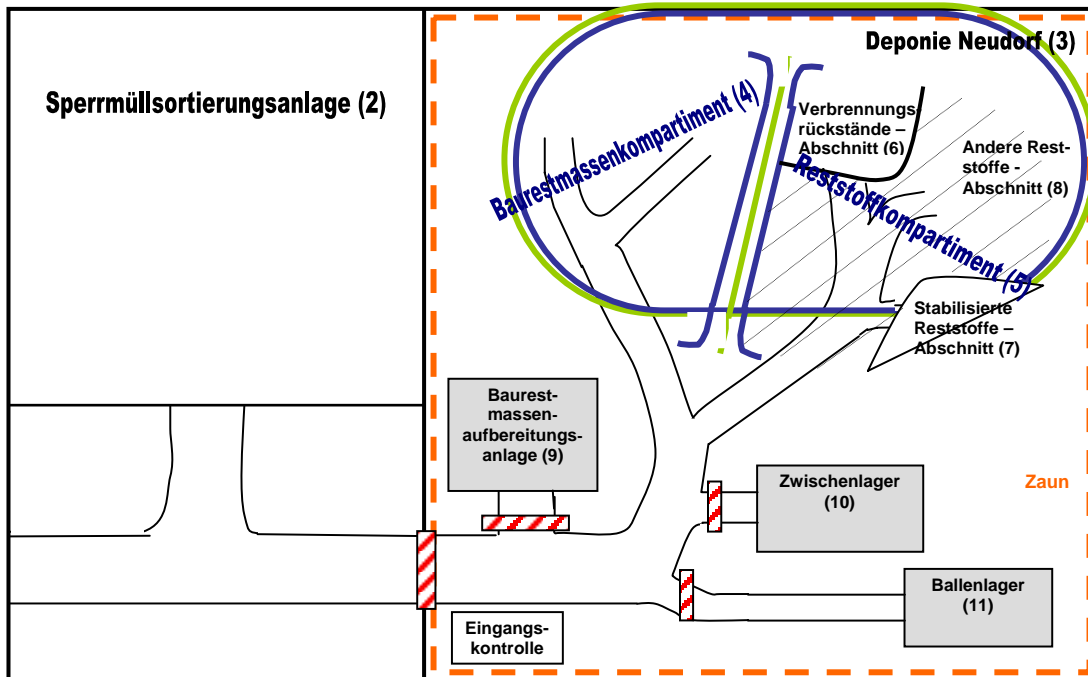 Deponie Neudorf (3)
Sperrmüllsortierungsanlage (2)
Baurestmassenkompartiment (4)
Verbrennungs
rückstände –
Abschnitt (6)
Andere Rest-
stoffe -
Abschnitt (8)
Reststoffkompartiment (5)
Stabilisierte
Reststoffe –
Abschnitt (7)
Baurest-
massen-
aufbereitungs-
anlage (9)
Zwischenlager
(10)
Zaun
Ballenlager
(11)
Eingangs-
kontrolle